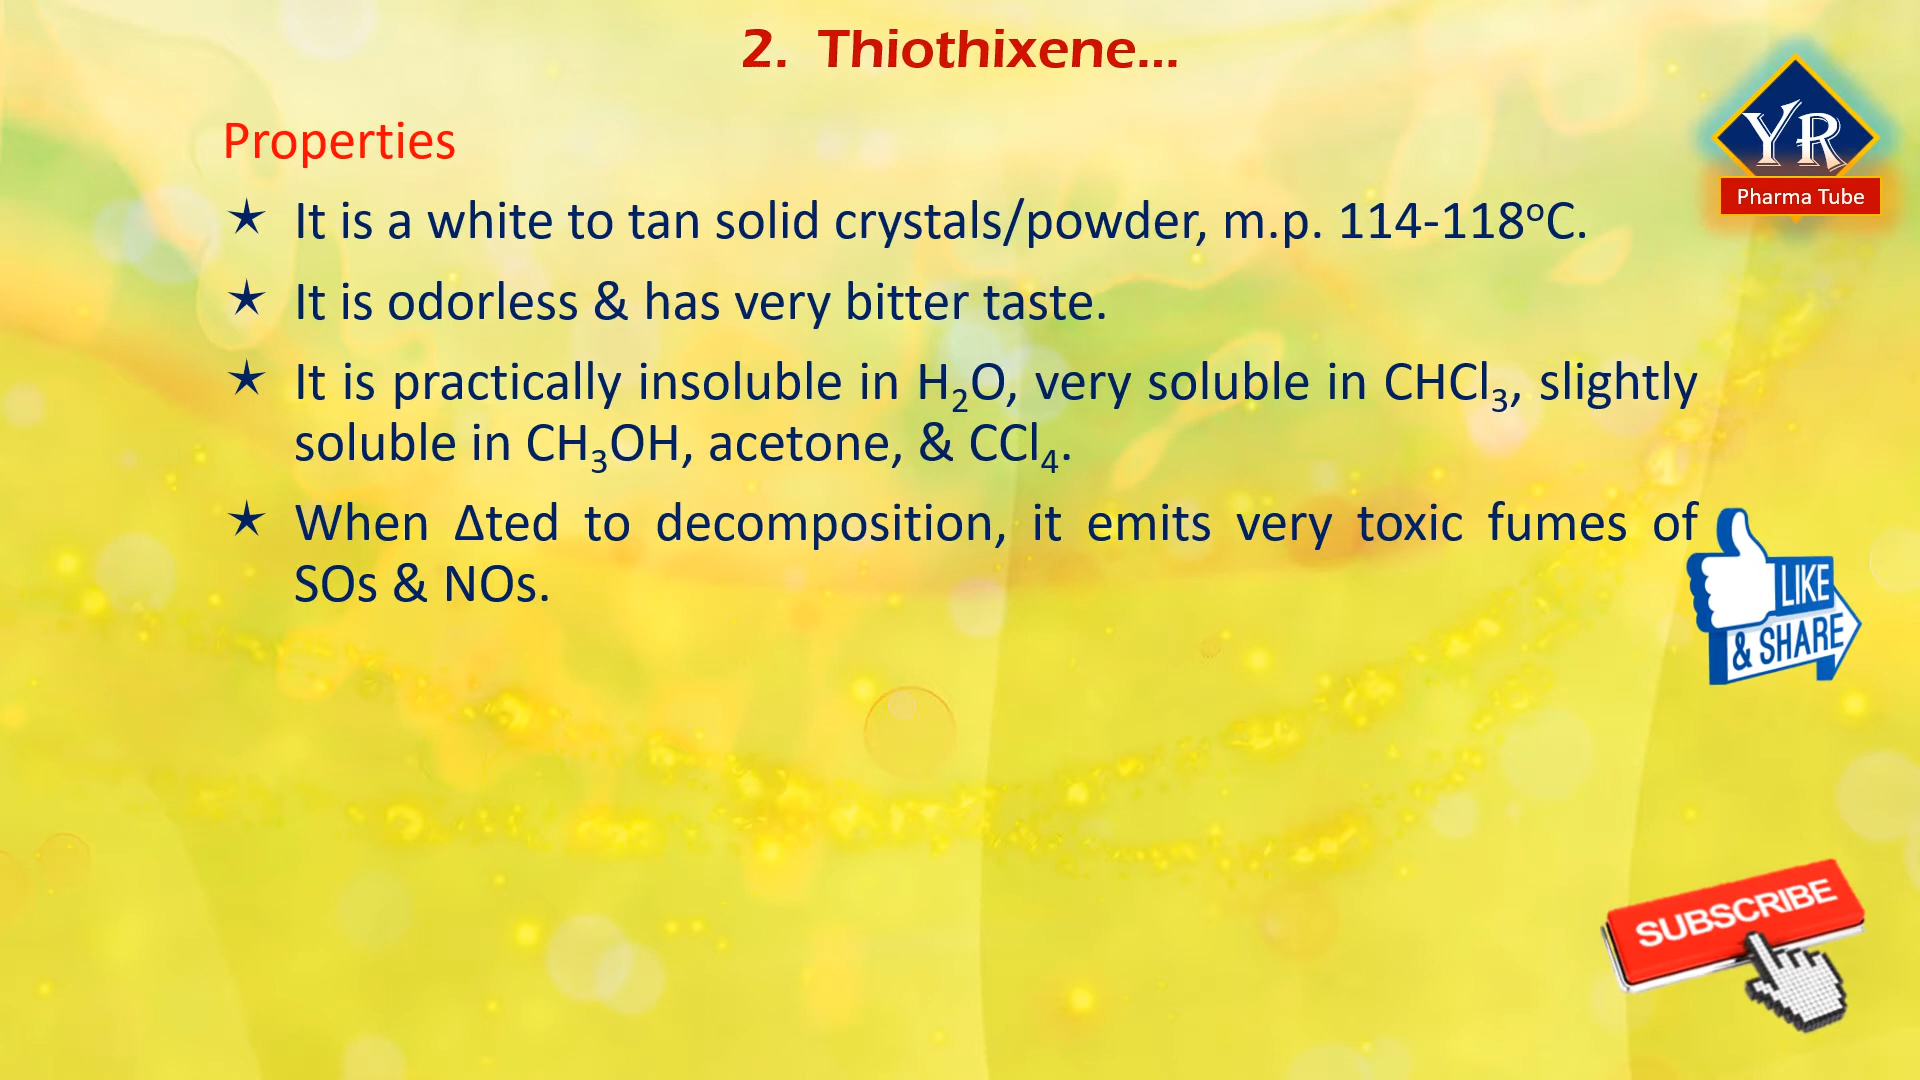 2. Thiothixene...
YR
Pharma Tube
Properties
★ It is a white to tan solid crystals/powder, m.p. 114-118ºC.
★ It is odorless & has very bitter taste.
★ It is practically insoluble in H₂O, very soluble in CHCl₃, slightly
soluble in CH₃OH, acetone, & CCl₄.
★ When Δted to decomposition, it emits very toxic fumes of
SOs & NOs.
LIKE
& SHARE
SUBSCRIBE